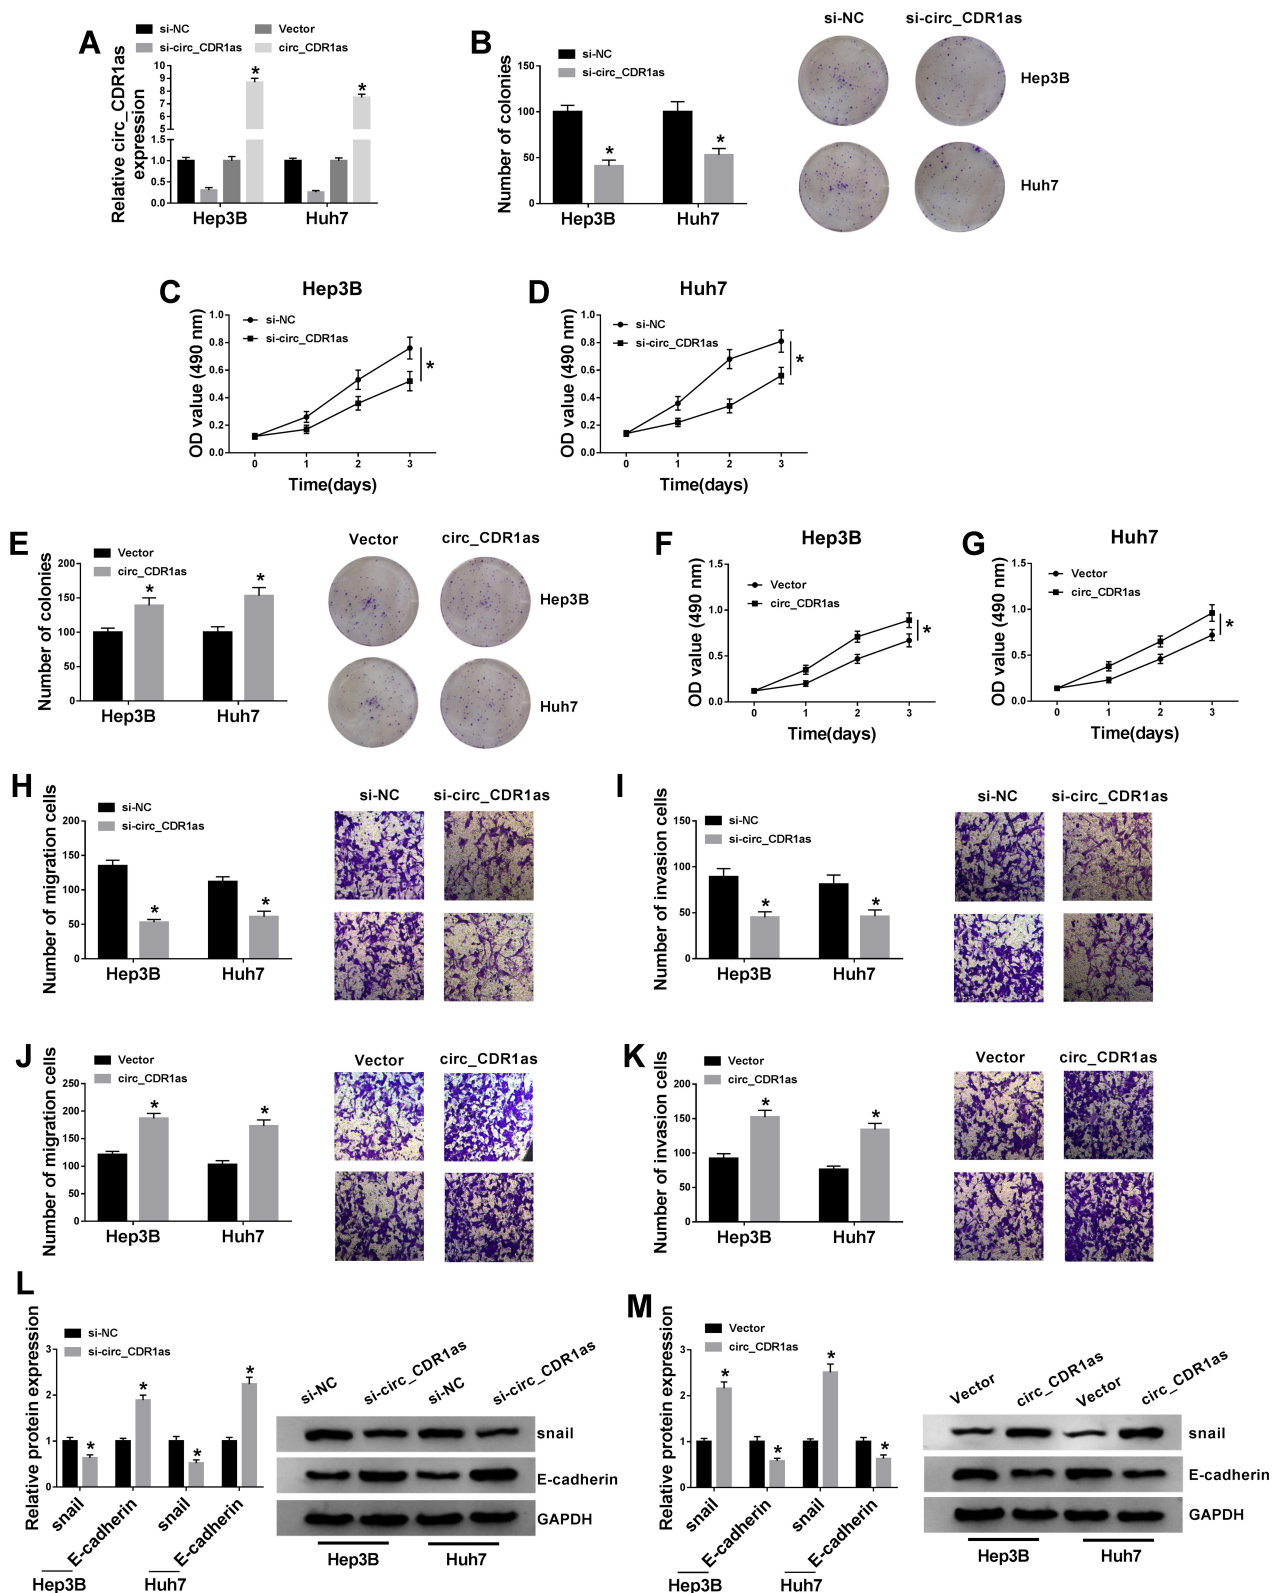 A
si-NC
Vector
si-circ_CDR1as
circ_CDR1as
Relative circ_CDR1as
expression
10
9
8
7
6
5
1.5
1.0
0.5
0.0
*
*
Hep3B
Huh7
B
si-NC
si-circ_CDR1as
Number of colonies
150
100
50
0
*
*
Hep3B
Huh7
si-NC
si-circ_CDR1as
Hep3B
Huh7
C
Hep3B
si-NC
si-circ_CDR1as
OD value (490 nm)
1.0
0.8
0.6
0.4
0.2
0.0
*
0
1
2
3
Time(days)
D
Huh7
si-NC
si-circ_CDR1as
OD value (490 nm)
1.0
0.8
0.6
0.4
0.2
0.0
*
0
1
2
3
Time(days)
E
Vector
circ_CDR1as
Number of colonies
200
150
100
50
0
*
*
Hep3B
Huh7
Vector
circ_CDR1as
Hep3B
Huh7
F
Hep3B
Vector
circ_CDR1as
OD value (490 nm)
1.5
1.0
0.5
0.0
*
0
1
2
3
Time(days)
G
Huh7
Vector
circ_CDR1as
OD value (490 nm)
1.5
1.0
0.5
0.0
*
0
1
2
3
Time(days)
H
si-NC
si-circ_CDR1as
Number of migration cells
200
150
100
50
0
*
*
Hep3B
Huh7
si-NC
si-circ_CDR1as
I
si-NC
si-circ_CDR1as
Number of invasion cells
150
100
50
0
*
*
Hep3B
Huh7
si-NC
si-circ_CDR1as
J
Vector
circ_CDR1as
Number of migration cells
250
200
150
100
50
0
*
*
Hep3B
Huh7
Vector
circ_CDR1as
K
Vector
circ_CDR1as
Number of invasion cells
200
150
100
50
0
*
*
Hep3B
Huh7
Vector
circ_CDR1as
L
si-NC
si-circ_CDR1as
Relative protein expression
3
2
1
0
*
*
*
*
snail
E-cadherin
snail
E-cadherin
Hep3B
Huh7
si-NC
si-circ_CDR1as
si-NC
si-circ_CDR1as
snail
E-cadherin
GAPDH
Hep3B
Huh7
M
Vector
circ_CDR1as
Relative protein expression
3
2
1
0
*
*
*
*
snail
E-cadherin
snail
E-cadherin
Hep3B
Huh7
Vector
circ_CDR1as
Vector
circ_CDR1as
snail
E-cadherin
GAPDH
Hep3B
Huh7